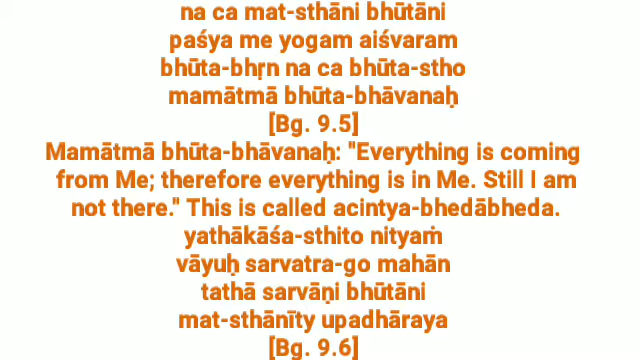 na ca mat-sthāni bhūtāni
paśya me yogam aiśvaram
bhūta-bhṛn na ca bhūta-stho
mamātmā bhūta-bhāvanaḥ
[Bg. 9.5]
Mamātmā bhūta-bhāvanaḥ: "Everything is coming
from Me; therefore everything is in Me. Still I am
not there." This is called acintya-bhedābheda.
yathākāśa-sthito nityaṁ
vāyuḥ sarvatra-go mahān
tathā sarvāṇi bhūtāni
mat-sthānīty upadhāraya
[Bg. 9.6]